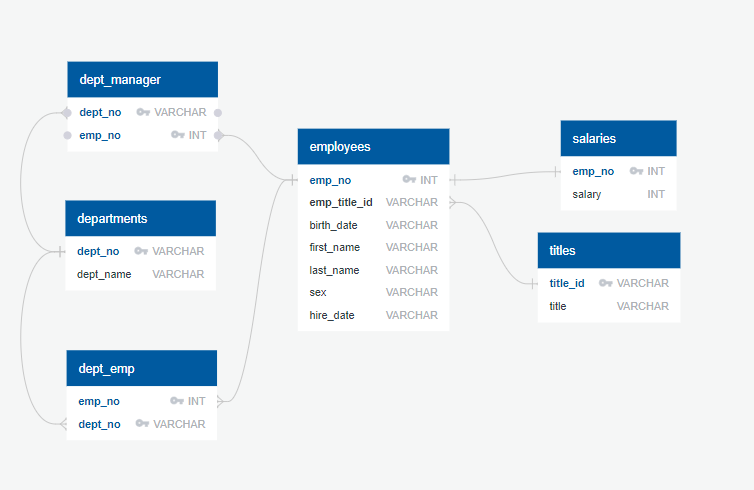 dept_manager
dept_no VARCHAR
emp_no INT
departments
dept_no VARCHAR
dept_name VARCHAR
dept_emp
emp_no INT
dept_no VARCHAR
employees
emp_no INT
emp_title_id VARCHAR
birth_date VARCHAR
first_name VARCHAR
last_name VARCHAR
sex VARCHAR
hire_date VARCHAR
salaries
emp_no INT
salary INT
titles
title_id VARCHAR
title VARCHAR